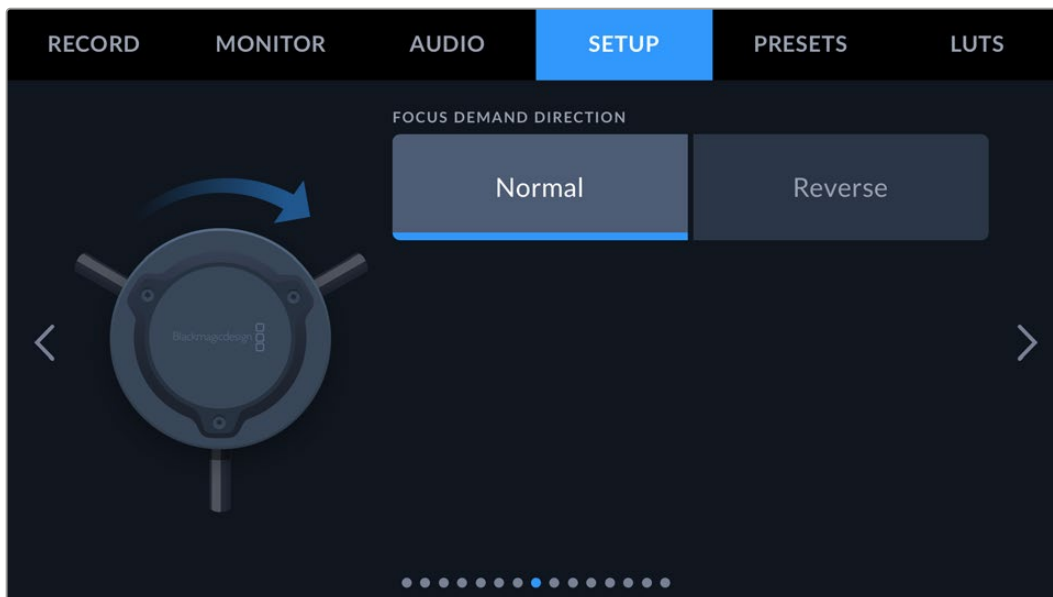 RECORD MONITOR AUDIO SETUP PRESETS LUTS
FOCUS DEMAND DIRECTION
Normal Reverse
Blackmagicdesign